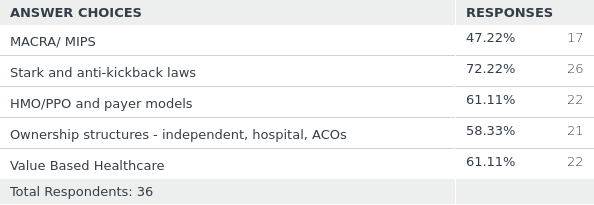 ANSWER CHOICES RESPONSES
MACRA/ MIPS 47.22% 17
Stark and anti-kickback laws 72.22% 26
HMO/PPO and payer models 61.11% 22
Ownership structures - independent, hospital, ACOs 58.33% 21
Value Based Healthcare 61.11% 22
Total Respondents: 36